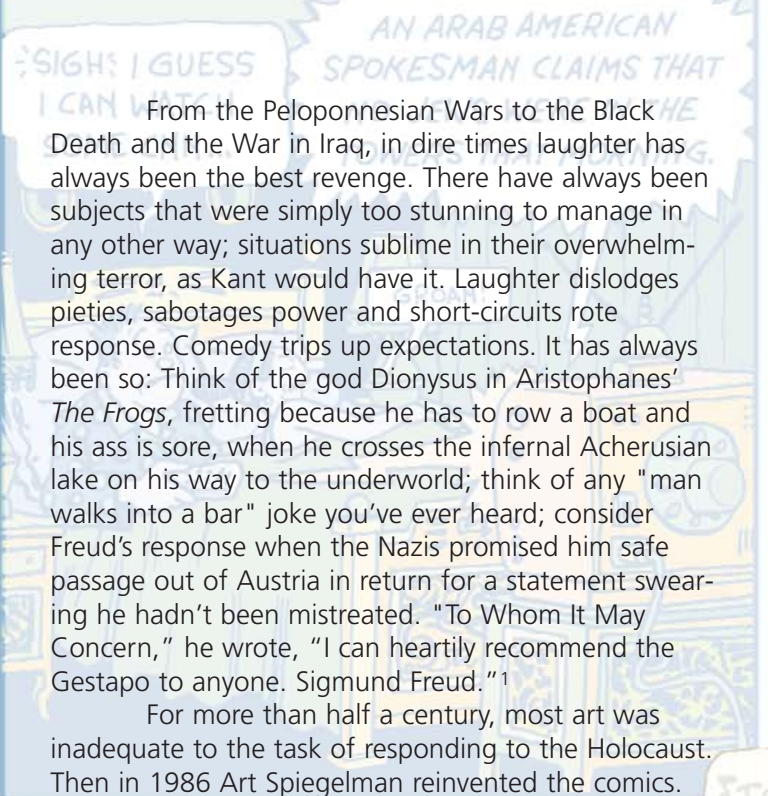 AN ARAB AMERICAN
SIGH! I GUESS
SPOKESMAN CLAIMS THAT
I CAN WATCH
From the Peloponnesian Wars to the Black
Death and the War in Iraq, in dire times laughter has
always been the best revenge. There have always been
subjects that were simply too stunning to manage in
any other way; situations sublime in their overwhelm-
ing terror, as Kant would have it. Laughter dislodges
pieties, sabotages power and short-circuits rote
response. Comedy trips up expectations. It has always
been so: Think of the god Dionysus in Aristophanes’
The Frogs, fretting because he has to row a boat and
his ass is sore, when he crosses the infernal Acherusian
lake on his way to the underworld; think of any "man
walks into a bar" joke you’ve ever heard; consider
Freud’s response when the Nazis promised him safe
passage out of Austria in return for a statement swear-
ing he hadn’t been mistreated. "To Whom It May
Concern,” he wrote, “I can heartily recommend the
Gestapo to anyone. Sigmund Freud.”1
For more than half a century, most art was
inadequate to the task of responding to the Holocaust.
Then in 1986 Art Spiegelman reinvented the comics.